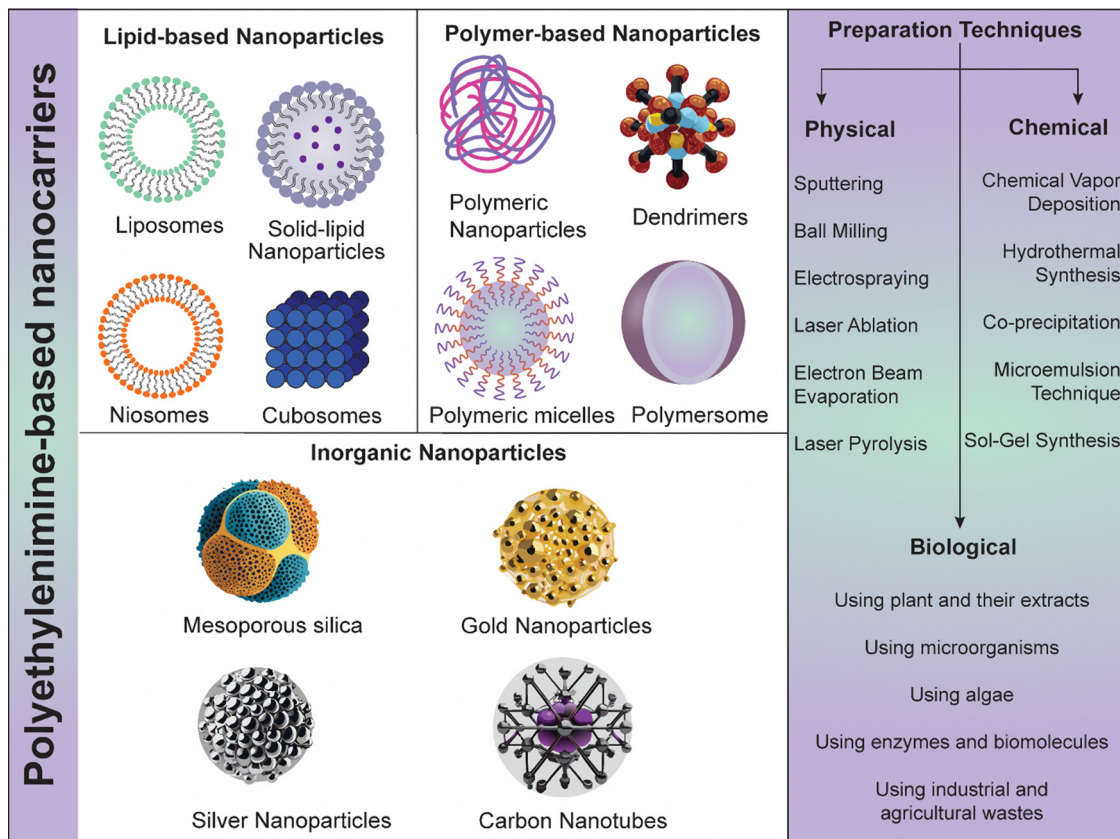 Polyethylenimine-based nanocarriers
Lipid-based Nanoparticles
Liposomes
Solid-lipid
Nanoparticles
Niosomes
Cubosomes
Polymer-based Nanoparticles
Polymeric
Nanoparticles
Dendrimers
Polymeric micelles
Polymersome
Inorganic Nanoparticles
Mesoporous silica
Gold Nanoparticles
Silver Nanoparticles
Carbon Nanotubes
Preparation Techniques
Physical
Sputtering
Ball Milling
Electrospraying
Laser Ablation
Electron Beam
Evaporation
Laser Pyrolysis
Chemical
Chemical Vapor
Deposition
Hydrothermal
Synthesis
Co-precipitation
Microemulsion
Technique
Sol-Gel Synthesis
Biological
Using plant and their extracts
Using microorganisms
Using algae
Using enzymes and biomolecules
Using industrial and
agricultural wastes